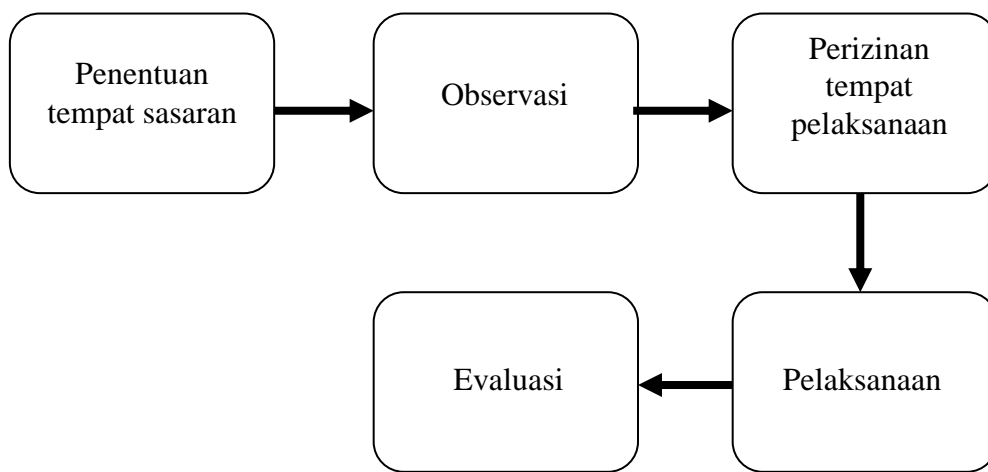 Penentuan
tempat sasaran
Observasi
Perizinan
tempat
pelaksanaan
Evaluasi
Pelaksanaan